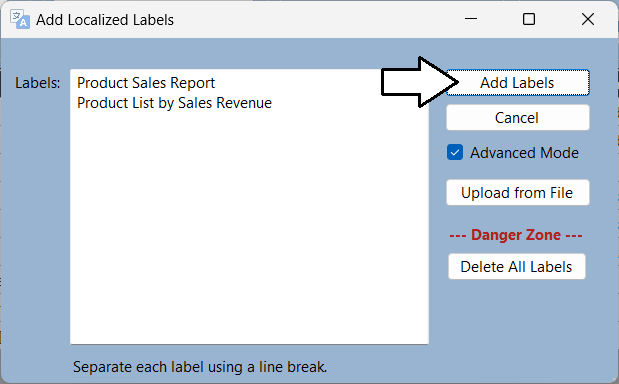 Add Localized Labels
Labels:
Product Sales Report
Product List by Sales Revenue
Add Labels
Cancel
Advanced Mode
Upload from File
--- Danger Zone ---
Delete All Labels
Separate each label using a line break.